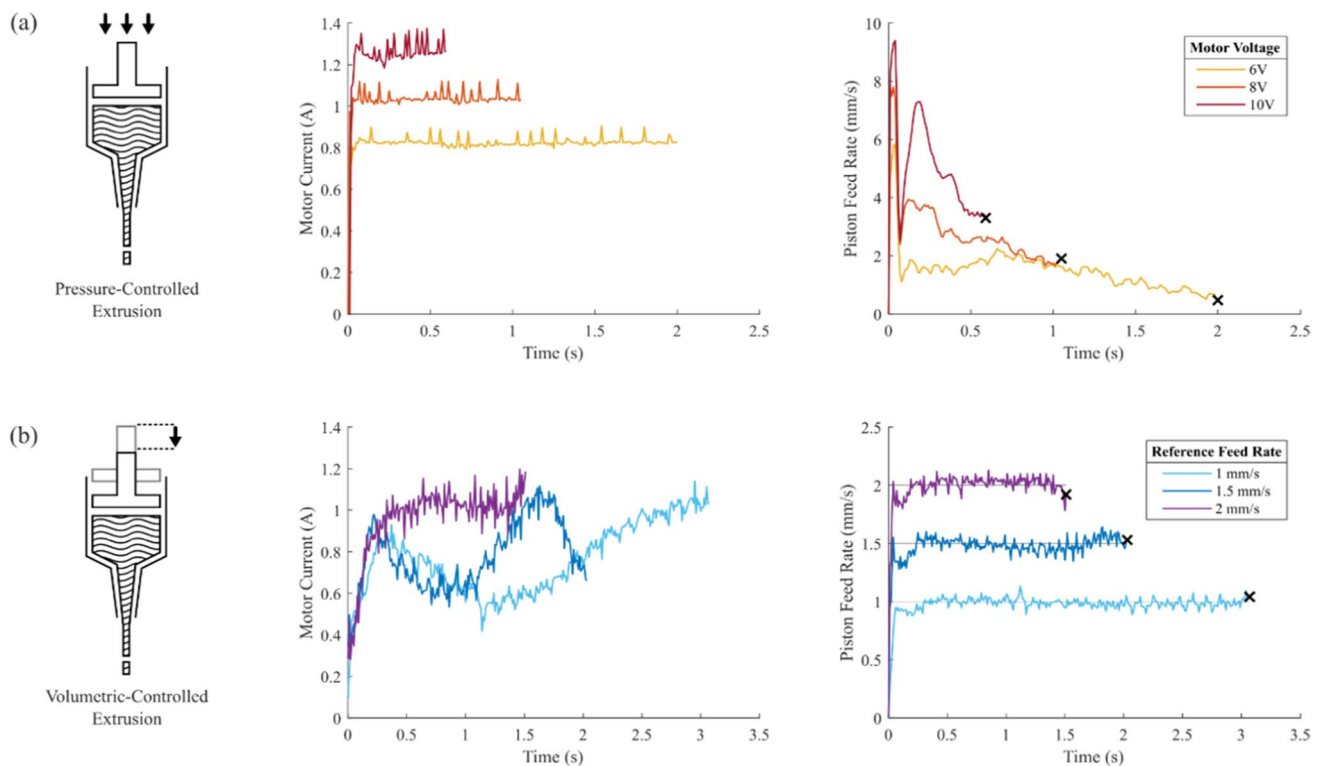 (a)
Pressure-Controlled
Extrusion
Motor Current (A)
1.4
1.2
1
0.8
0.6
0.4
0.2
0
0
0.5
1
1.5
2
2.5
Time (s)
Piston Feed Rate (mm/s)
10
8
6
4
2
0
0
0.5
1
1.5
2
2.5
Time (s)
Motor Voltage
6V
8V
10V
(b)
Volumetric-Controlled
Extrusion
Motor Current (A)
1.4
1.2
1
0.8
0.6
0.4
0.2
0
0
0.5
1
1.5
2
2.5
3
3.5
Time (s)
Piston Feed Rate (mm/s)
2.5
2
1.5
1
0.5
0
0
0.5
1
1.5
2
2.5
3
3.5
Time (s)
Reference Feed Rate
1 mm/s
1.5 mm/s
2 mm/s